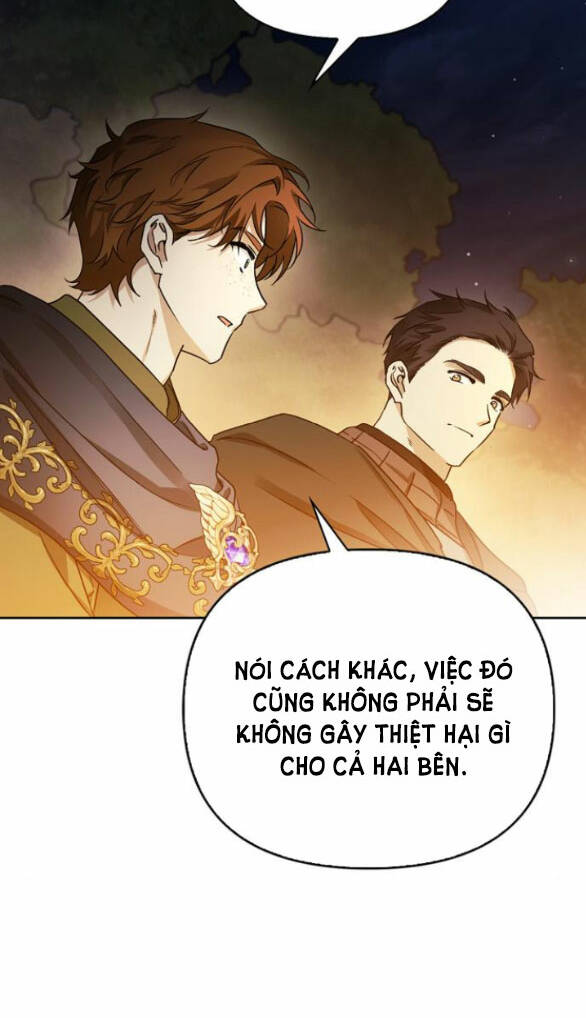 NÓI CÁCH KHÁC, VIỆC ĐÓ
CŨNG KHÔNG PHẢI SẼ
KHÔNG GÂY THIỆT HẠI GÌ
CHO CẢ HAI BÊN.